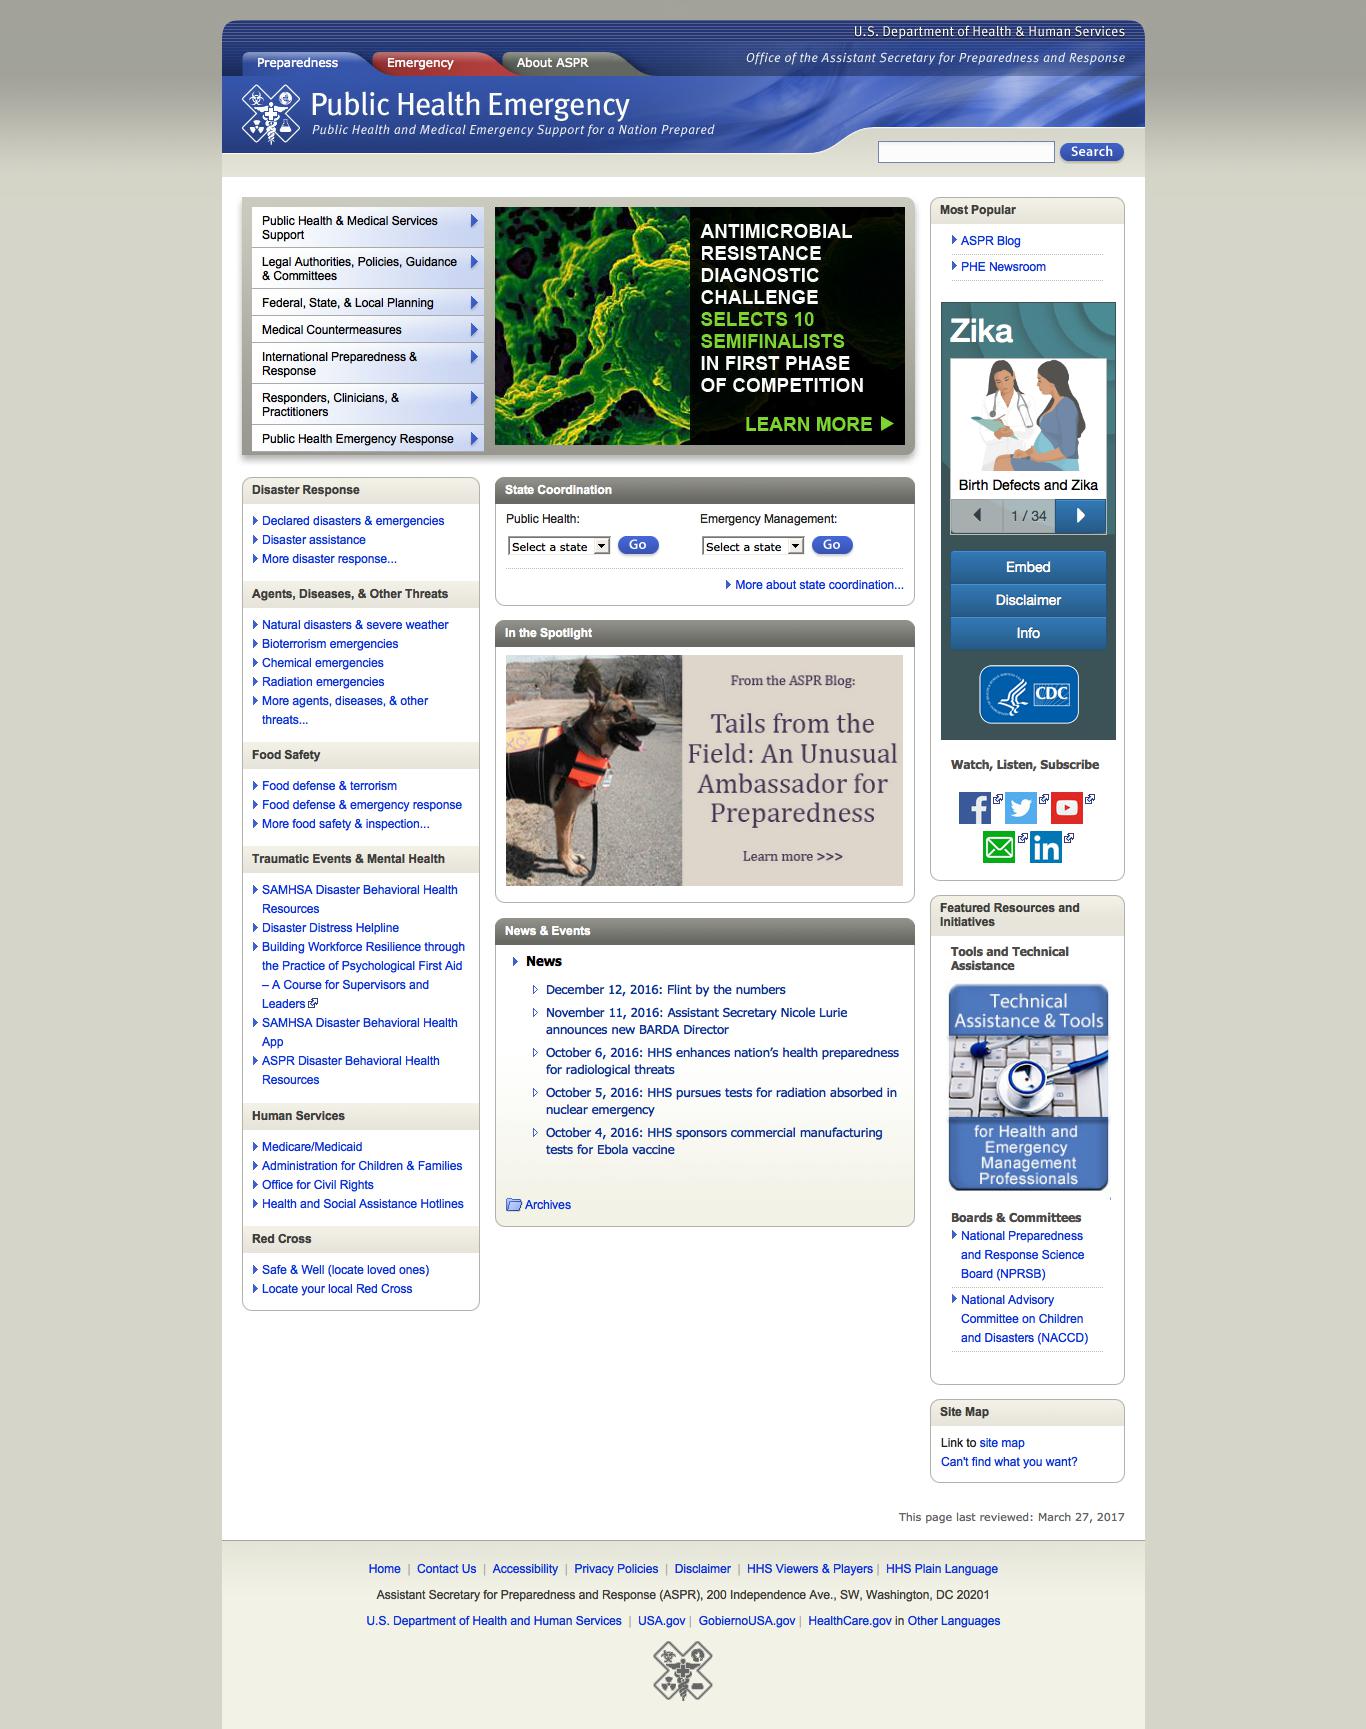 U.S. Department of Health & Human Services
Office of the Assistant Secretary for Preparedness and Response
Preparedness
Emergency
About ASPR
Public Health Emergency
Public Health and Medical Emergency Support for a Nation Prepared
Search
Public Health & Medical Services
Support
Legal Authorities, Policies, Guidance
& Committees
Federal, State, & Local Planning
Medical Countermeasures
International Preparedness &
Response
Responders, Clinicians, &
Practitioners
Public Health Emergency Response
ANTIMICROBIAL
RESISTANCE
DIAGNOSTIC
CHALLENGE
SELECTS 10
SEMIFINALISTS
IN FIRST PHASE
OF COMPETITION
LEARN MORE
Disaster Response
Declared disasters & emergencies
Disaster assistance
More disaster response...
Agents, Diseases, & Other Threats
Natural disasters & severe weather
Bioterrorism emergencies
Chemical emergencies
Radiation emergencies
More agents, diseases, & other
threats...
Food Safety
Food defense & terrorism
Food defense & emergency response
More food safety & inspection...
Traumatic Events & Mental Health
SAMHSA Disaster Behavioral Health
Resources
Disaster Distress Helpline
Building Workforce Resilience through
the Practice of Psychological First Aid
– A Course for Supervisors and
Leaders
SAMHSA Disaster Behavioral Health
App
ASPR Disaster Behavioral Health
Resources
Human Services
Medicare/Medicaid
Administration for Children & Families
Office for Civil Rights
Health and Social Assistance Hotlines
Red Cross
Safe & Well (locate loved ones)
Locate your local Red Cross
State Coordination
Public Health:
Select a state
Go
Emergency Management:
Select a state
Go
More about state coordination...
In the Spotlight
From the ASPR Blog:
Tails from the
Field: An Unusual
Ambassador for
Preparedness
Learn more >>>
News & Events
News
December 12, 2016: Flint by the numbers
November 11, 2016: Assistant Secretary Nicole Lurie
announces new BARDA Director
October 6, 2016: HHS enhances nation’s health preparedness
for radiological threats
October 5, 2016: HHS pursues tests for radiation absorbed in
nuclear emergency
October 4, 2016: HHS sponsors commercial manufacturing
tests for Ebola vaccine
Archives
Most Popular
ASPR Blog
PHE Newsroom
Zika
Birth Defects and Zika
1 / 34
Embed
Disclaimer
Info
CDC
Watch, Listen, Subscribe
Featured Resources and
Initiatives
Tools and Technical
Assistance
Technical
Assistance & Tools
for Health and
Emergency
Management
Professionals
Boards & Committees
National Preparedness
and Response Science
Board (NPRSB)
National Advisory
Committee on Children
and Disasters (NACCD)
Site Map
Link to site map
Can't find what you want?
This page last reviewed: March 27, 2017
Home | Contact Us | Accessibility | Privacy Policies | Disclaimer | HHS Viewers & Players | HHS Plain Language
Assistant Secretary for Preparedness and Response (ASPR), 200 Independence Ave., SW, Washington, DC 20201
U.S. Department of Health and Human Services | USA.gov | GobiernoUSA.gov | HealthCare.gov in Other Languages